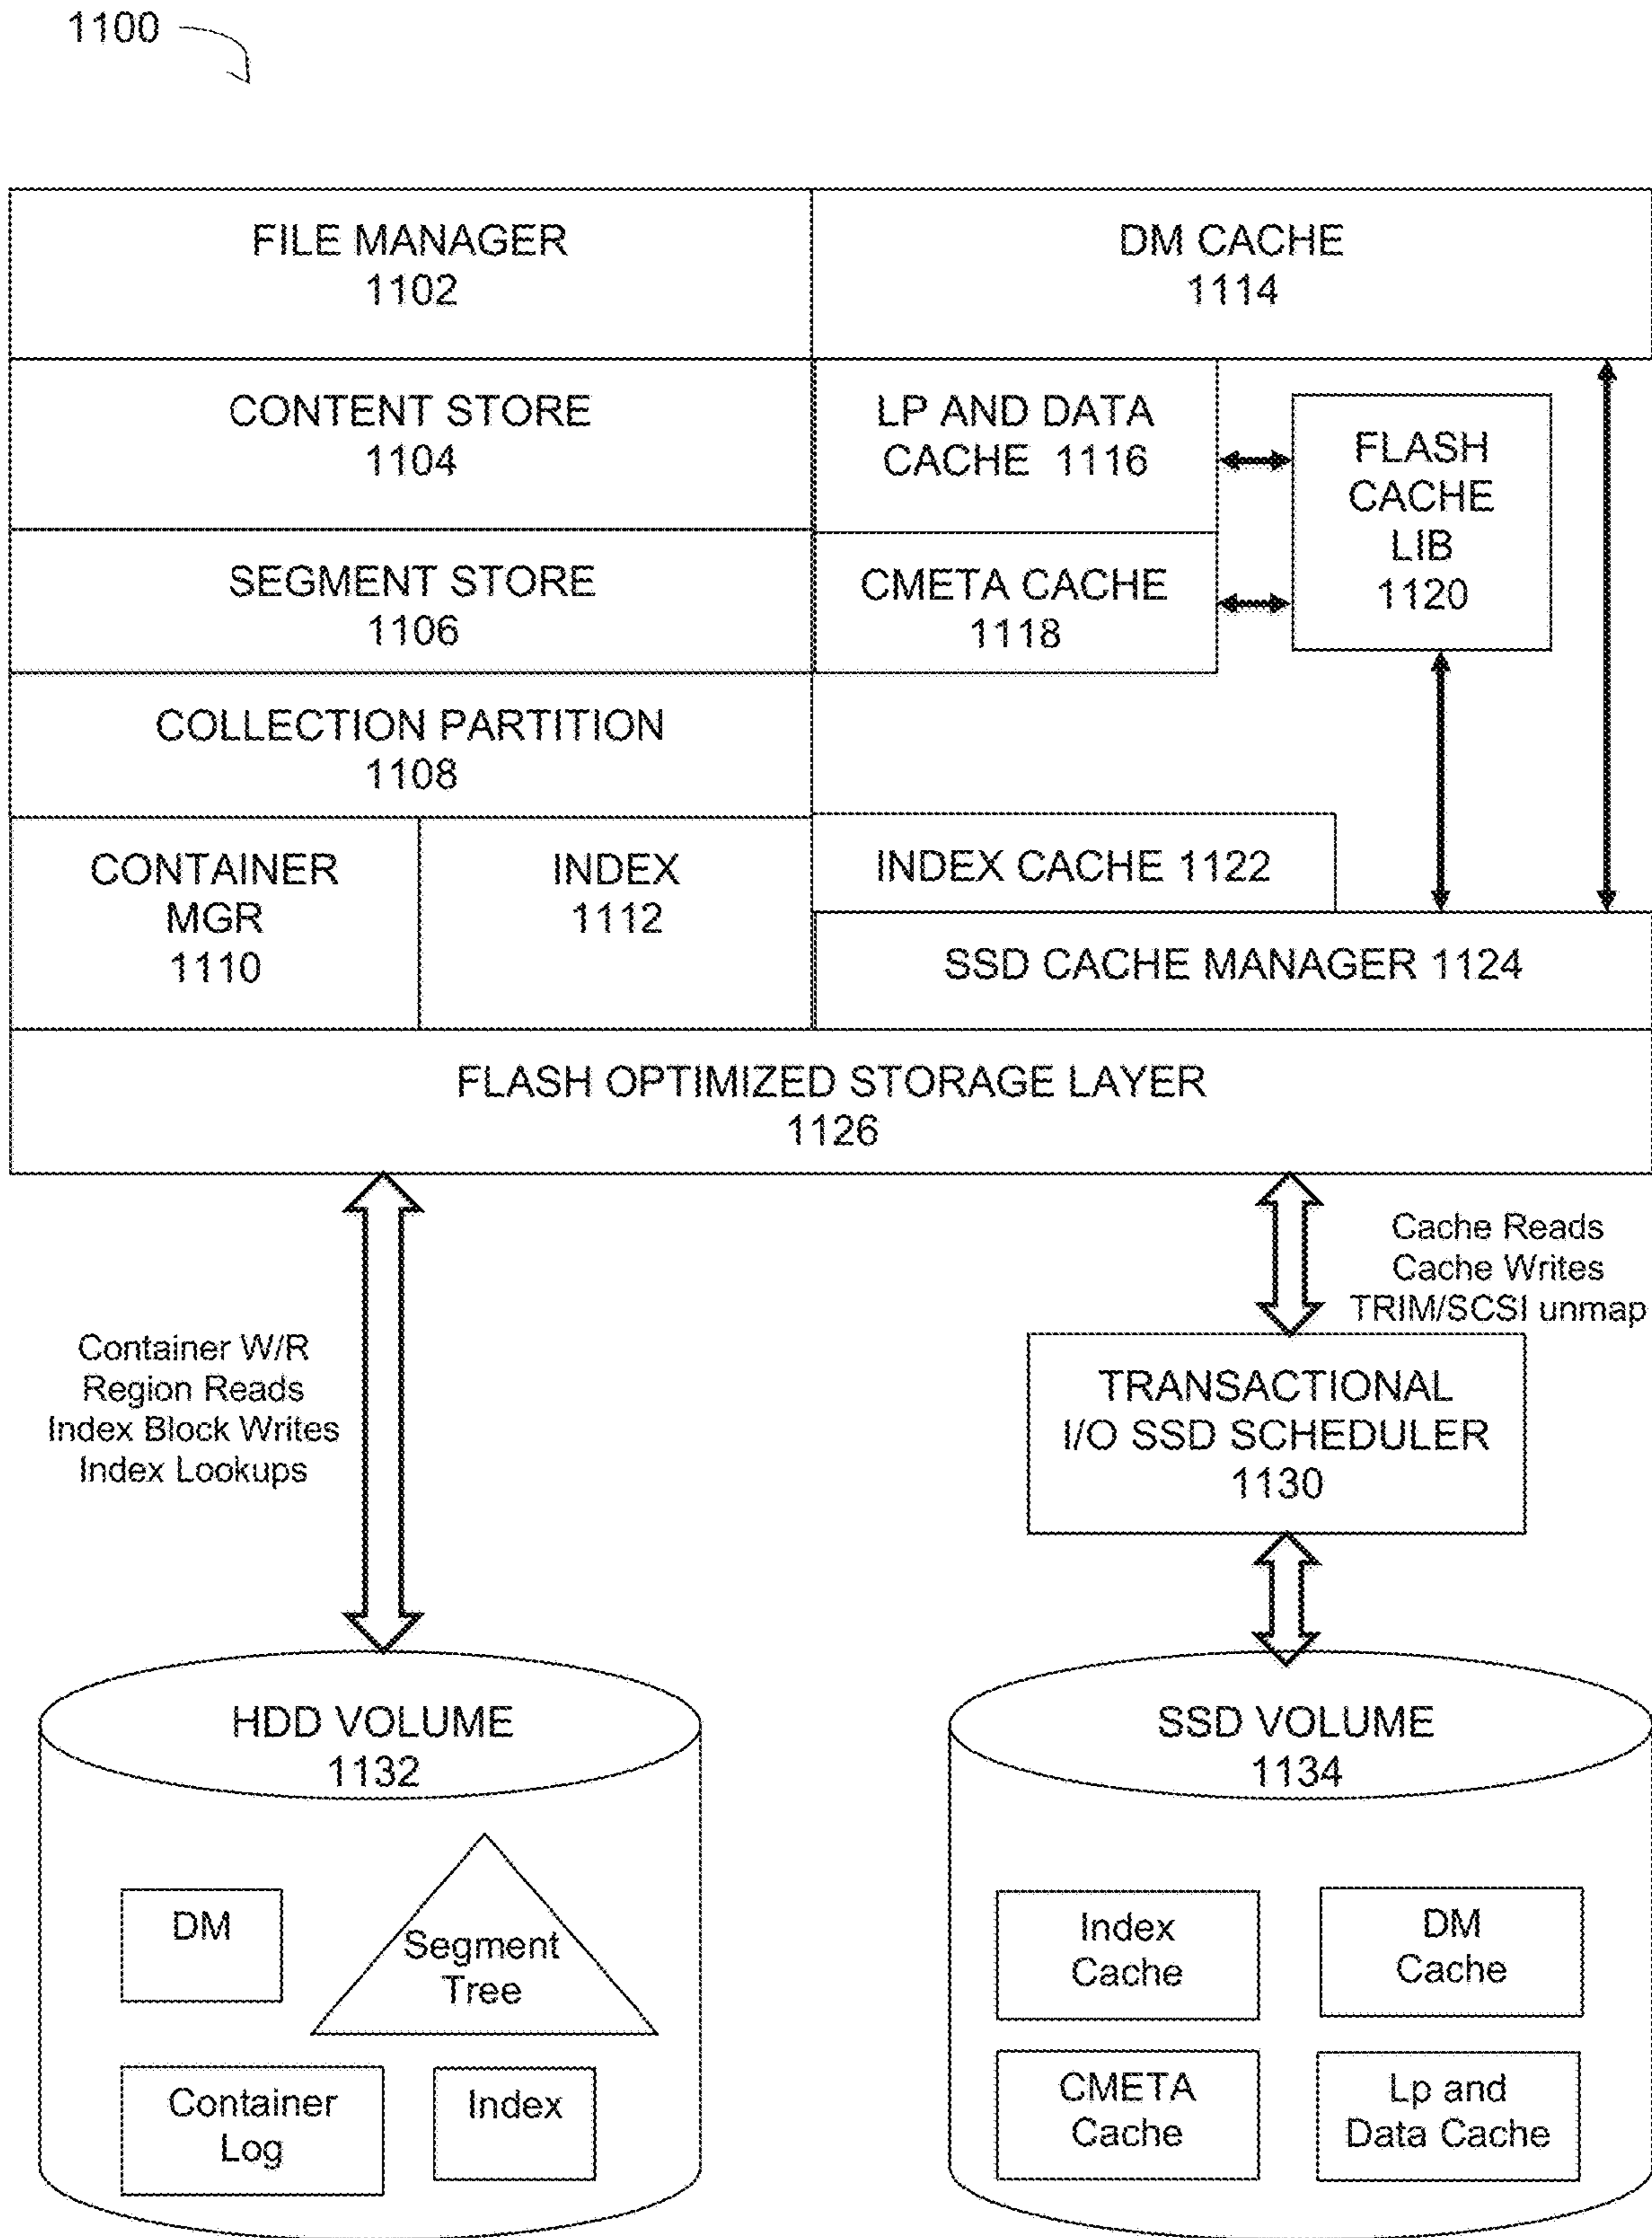 1100
FILE MANAGER
1102
DM CACHE
1114
CONTENT STORE
1104
LP AND DATA
CACHE 1116
FLASH
CACHE
LIB
1120
SEGMENT STORE
1106
CMETA CACHE
1118
COLLECTION PARTITION
1108
CONTAINER
MGR
1110
INDEX
1112
INDEX CACHE 1122
SSD CACHE MANAGER 1124
FLASH OPTIMIZED STORAGE LAYER
1126
Container W/R
Region Reads
Index Block Writes
Index Lookups
Cache Reads
Cache Writes
TRIM/SCSI unmap
TRANSACTIONAL
I/O SSD SCHEDULER
1130
HDD VOLUME
1132
DM
Segment
Tree
Container
Log
Index
SSD VOLUME
1134
Index
Cache
DM
Cache
CMETA
Cache
Lp and
Data Cache